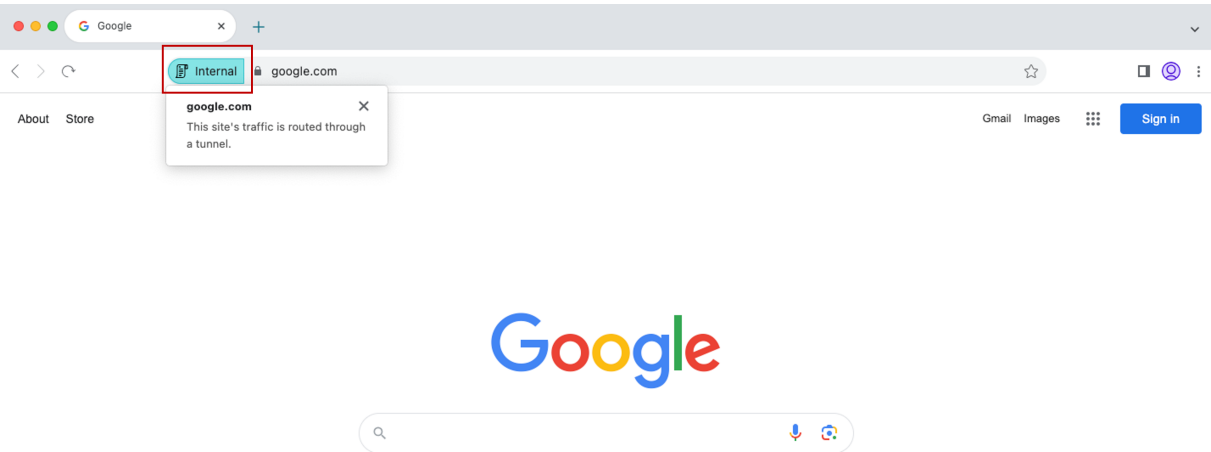 Google
Internal google.com
google.com
This site's traffic is routed through
a tunnel.
About Store
Gmail Images Sign in
Google